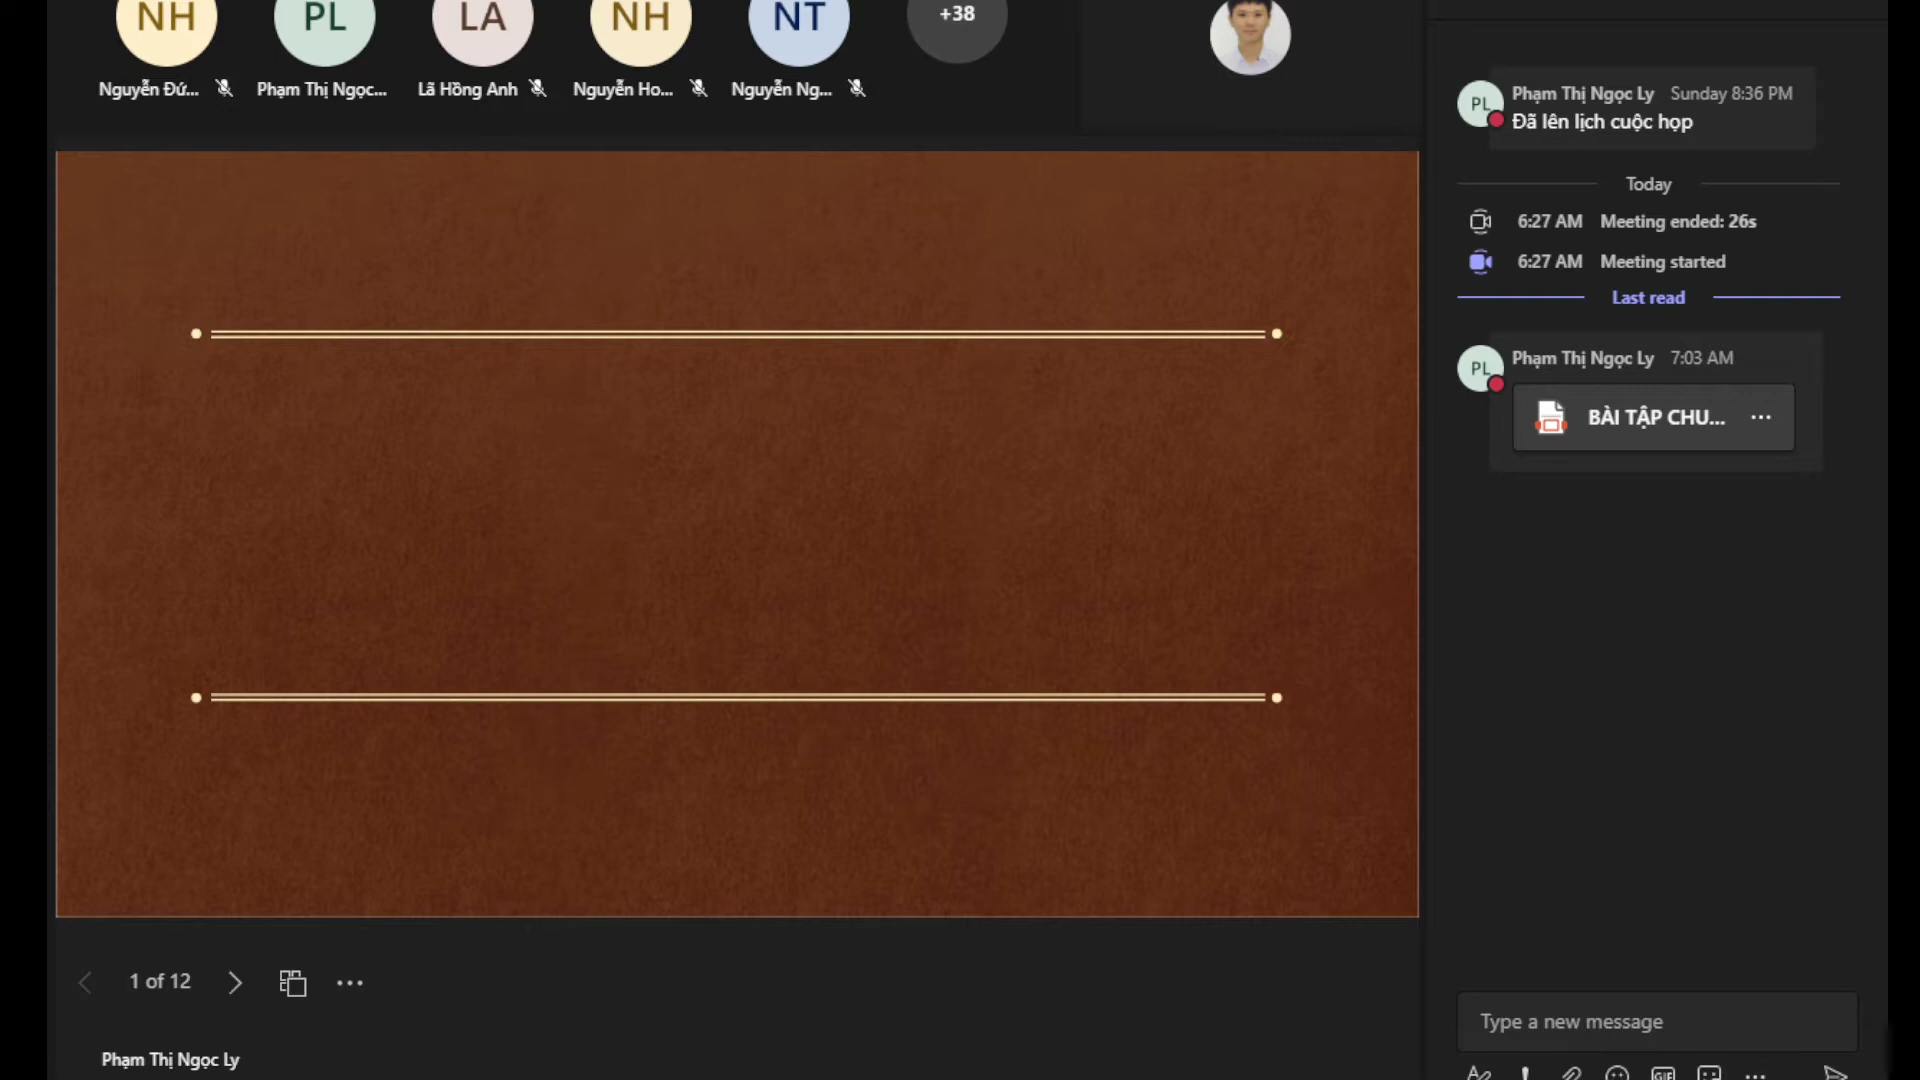 NH PL LA NH NT +38
Nguyễn Đứ... Phạm Thị Ngọc... Lã Hồng Anh Nguyễn Ho... Nguyễn Ng...
PL Phạm Thị Ngọc Ly Sunday 8:36 PM
Đã lên lịch cuộc họp
Today
6:27 AM Meeting ended: 26s
6:27 AM Meeting started
Last read
PL Phạm Thị Ngọc Ly 7:03 AM
BÀI TẬP CHU... ...
1 of 12 ...
Type a new message
Phạm Thị Ngọc Ly
GIF